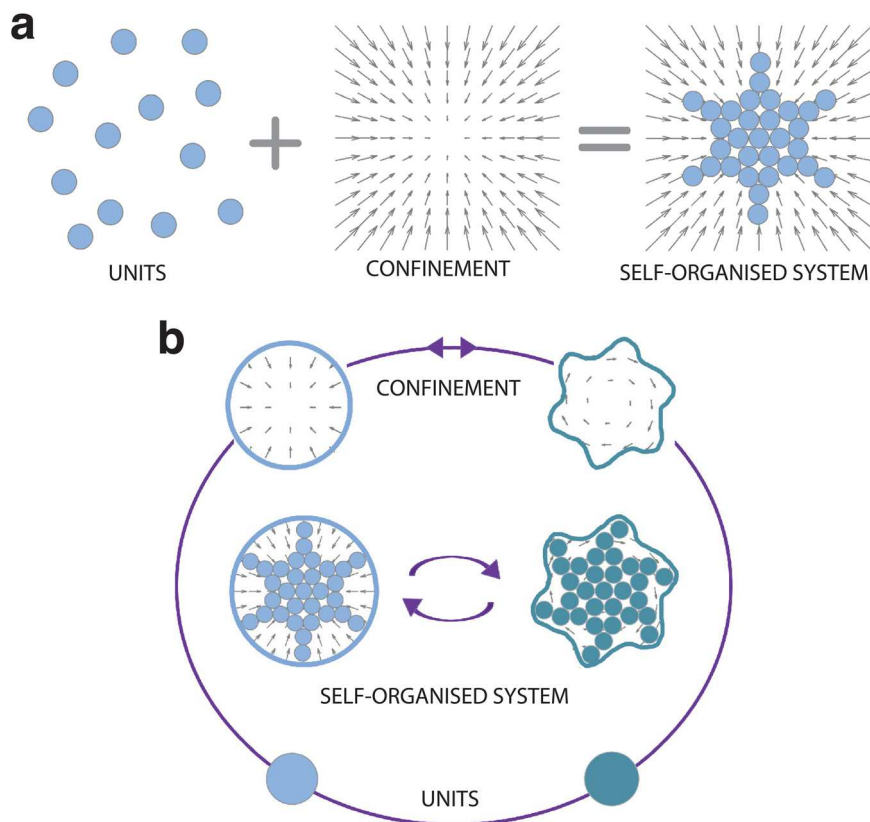 a
UNITS
CONFINEMENT
SELF-ORGANISED SYSTEM
b
CONFINEMENT
SELF-ORGANISED SYSTEM
UNITS